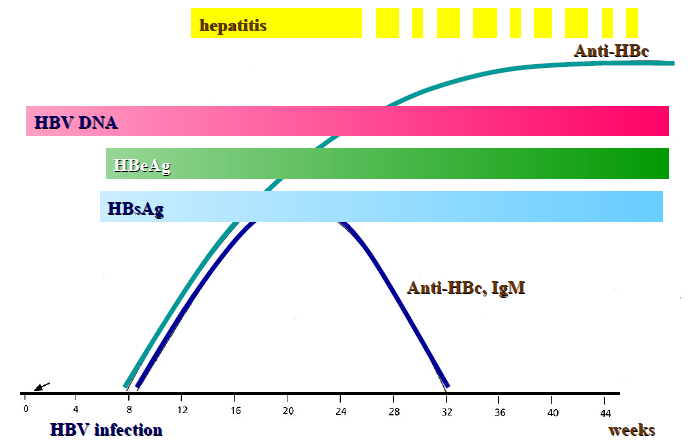 hepatitis
Anti-HBc
HBV DNA
HBeAg
HBsAg
Anti-HBc, IgM
0 4 8 12 16 20 24 28 32 36 40 44
HBV infection weeks